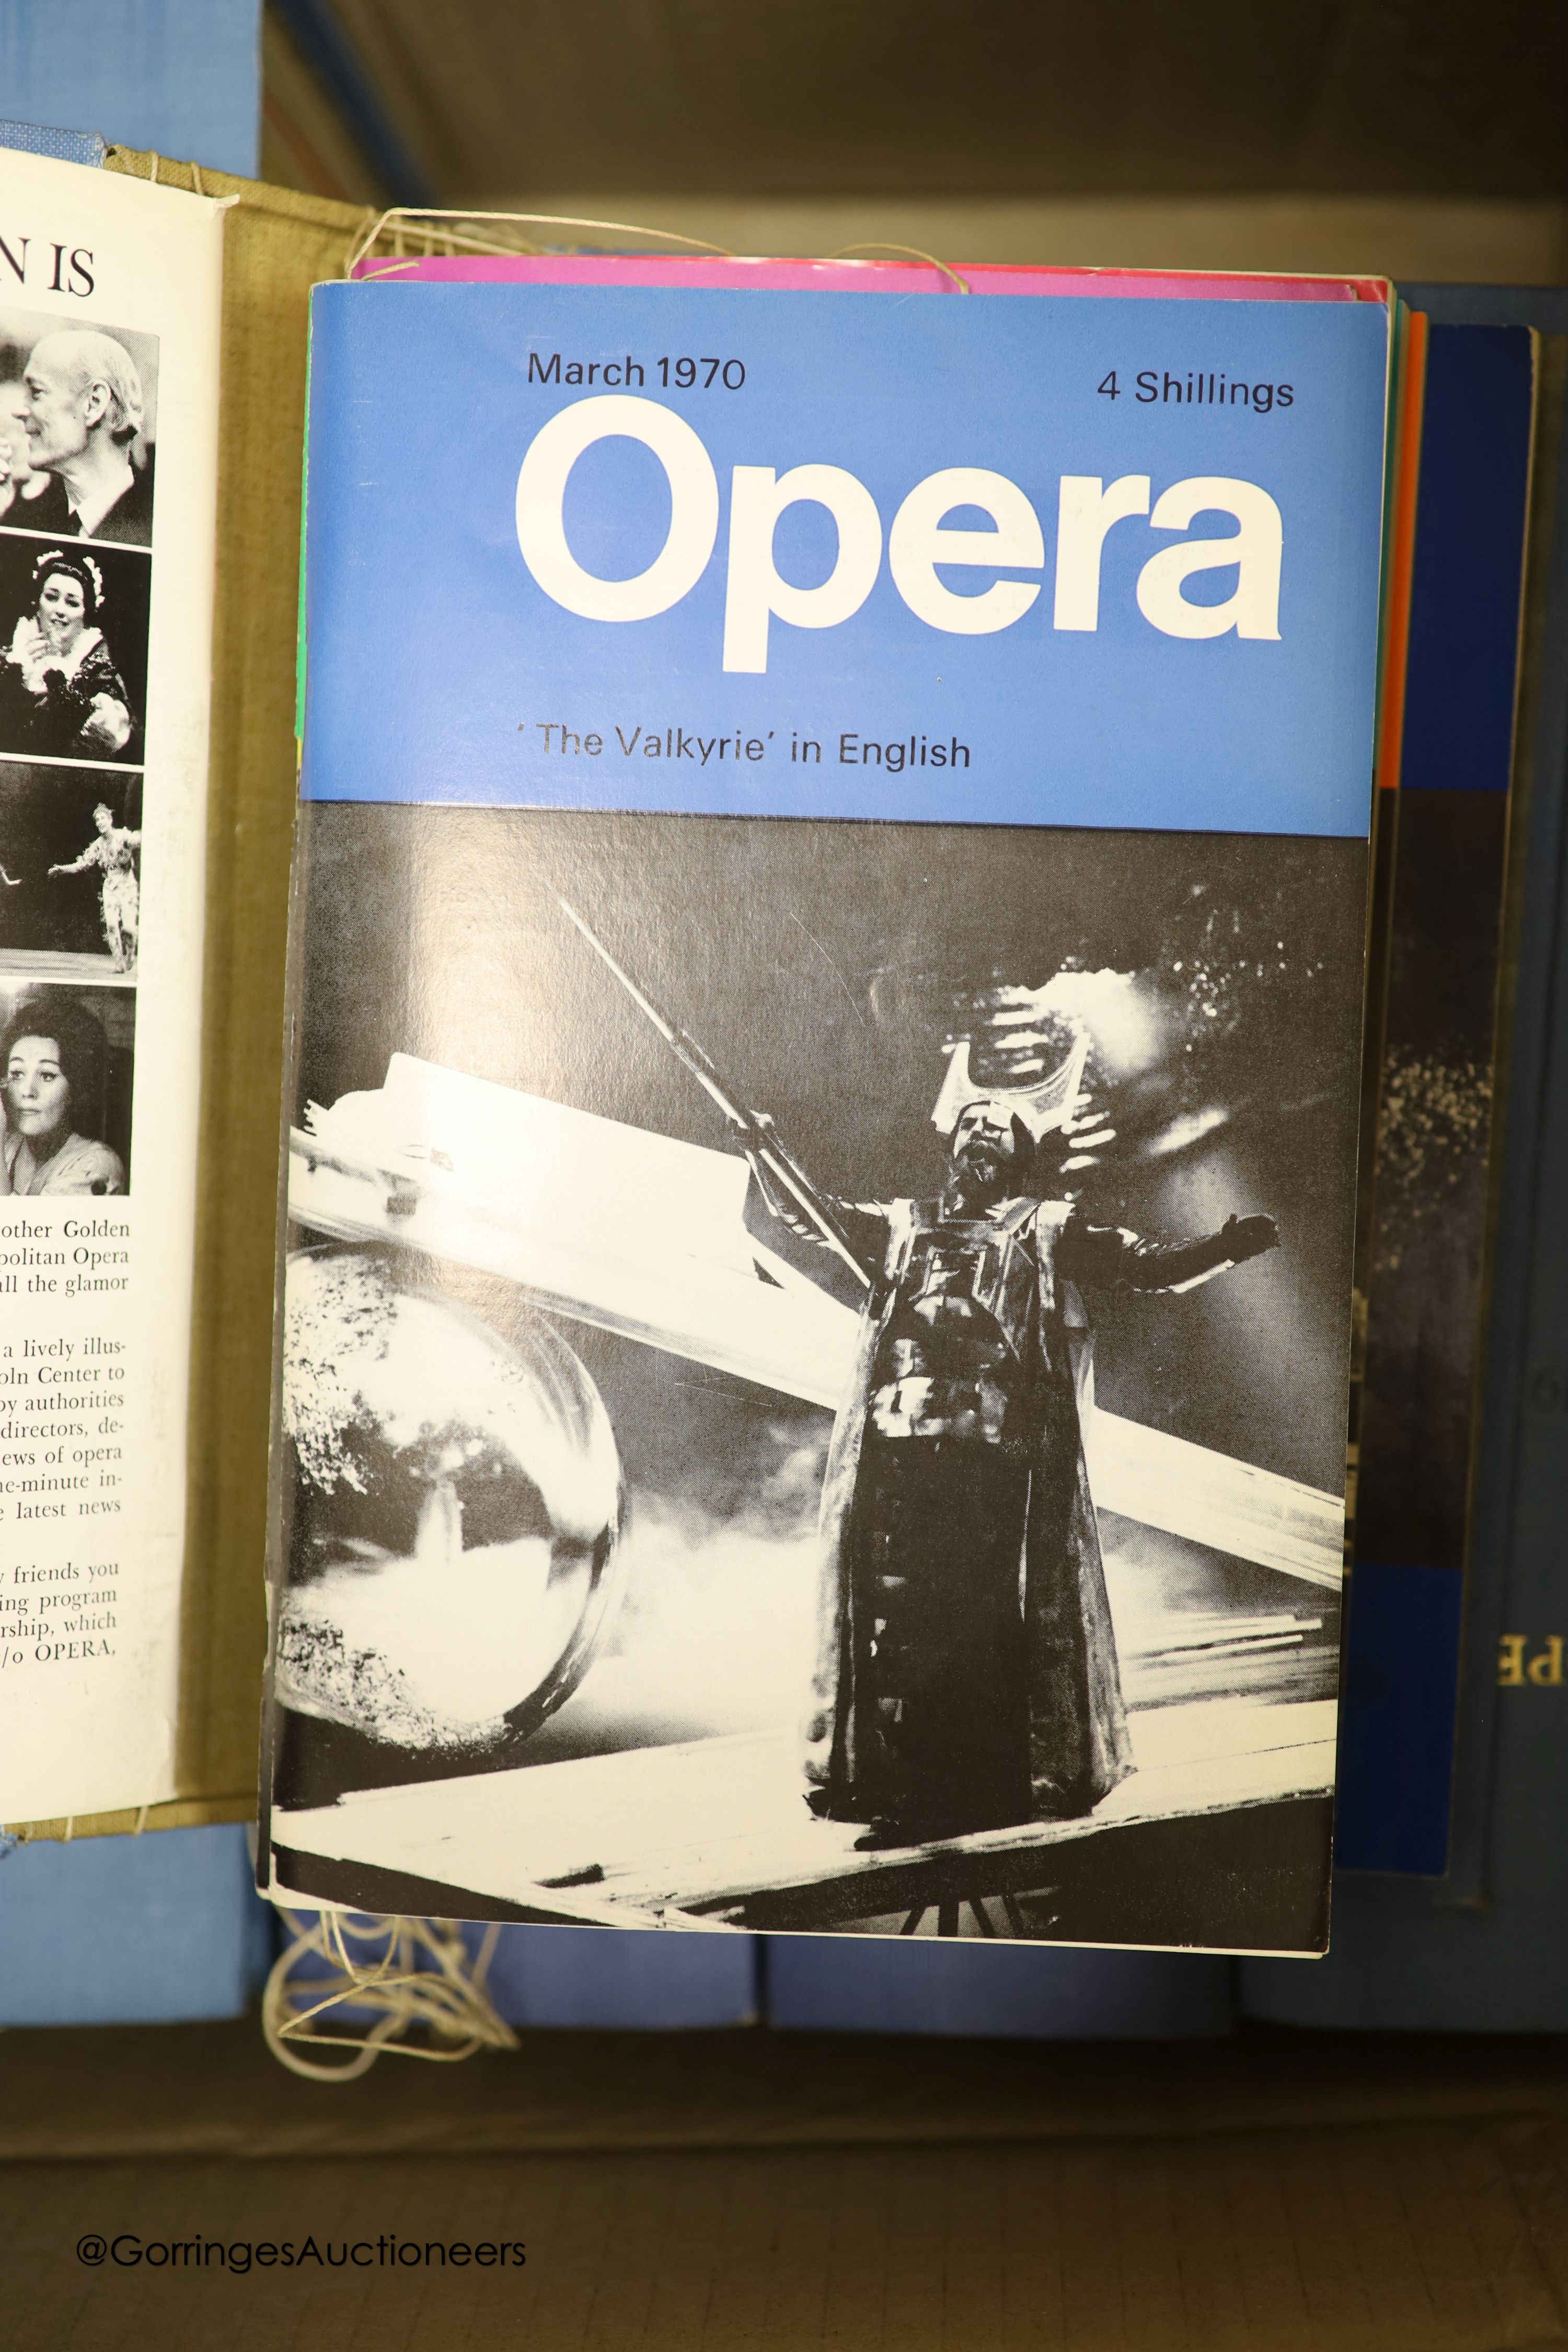 N IS
other Golden
politan Opera
all the glamor
a lively illus-
oln Center to
by authorities
directors, de-
ews of opera
ne-minute in-
latest news
friends you
ing program
rship, which
/o OPERA,
March 1970
4 Shillings
Opera
'The Valkyrie' in English
PE
@GorringesAuctioneers